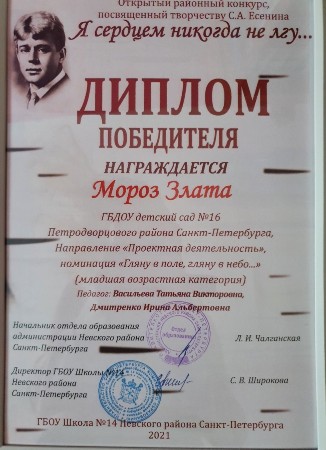 Открытый районный конкурс,
посвященный творчеству С.А. Есенина
Я сердцем никогда не лгу...
ДИПЛОМ
ПОБЕДИТЕЛЯ
НАГРАЖДАЕТСЯ
Мороз Злата
ГБДОУ детский сад №16
Петродворцового района Санкт-Петербурга,
Направление «Проектная деятельность»,
номинация «Гляну в поле, гляну в небо...»
(младшая возрастная категория)
Педагог: Васильева Татьяна Викторовна,
Дмитренко Ирина Альбертовна
Начальник отдела образования
администрации Невского района
Санкт-Петербурга
Л. И. Чалганская
Отдел
образования
Директор ГБОУ Школы №14
Невского района
Санкт-Петербурга
С. В. Широкова
ГБОУ Школа №14 Невского района Санкт-Петербурга
2021